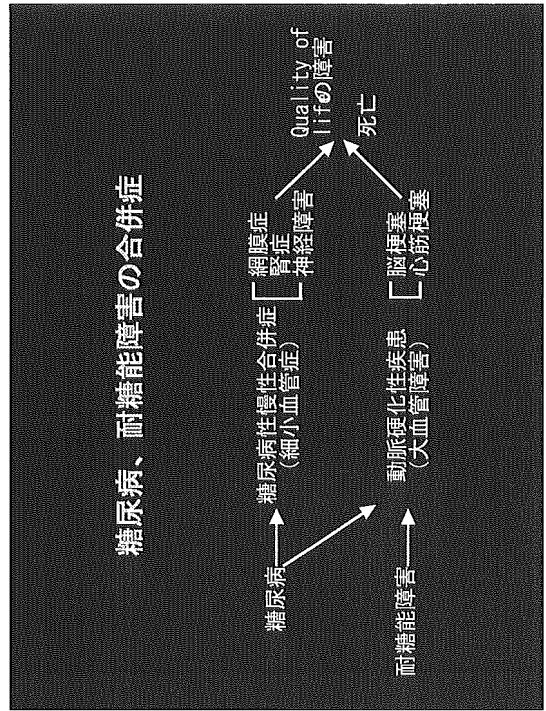 糖尿病、耐糖能障害の合併症
糖尿病
糖尿病性慢性合併症
(細小血管症)
網膜症
腎症
神経障害
耐糖能障害
動脈硬化性疾患
(大血管障害)
脳梗塞
心筋梗塞
Quality of
lifeの障害
死亡